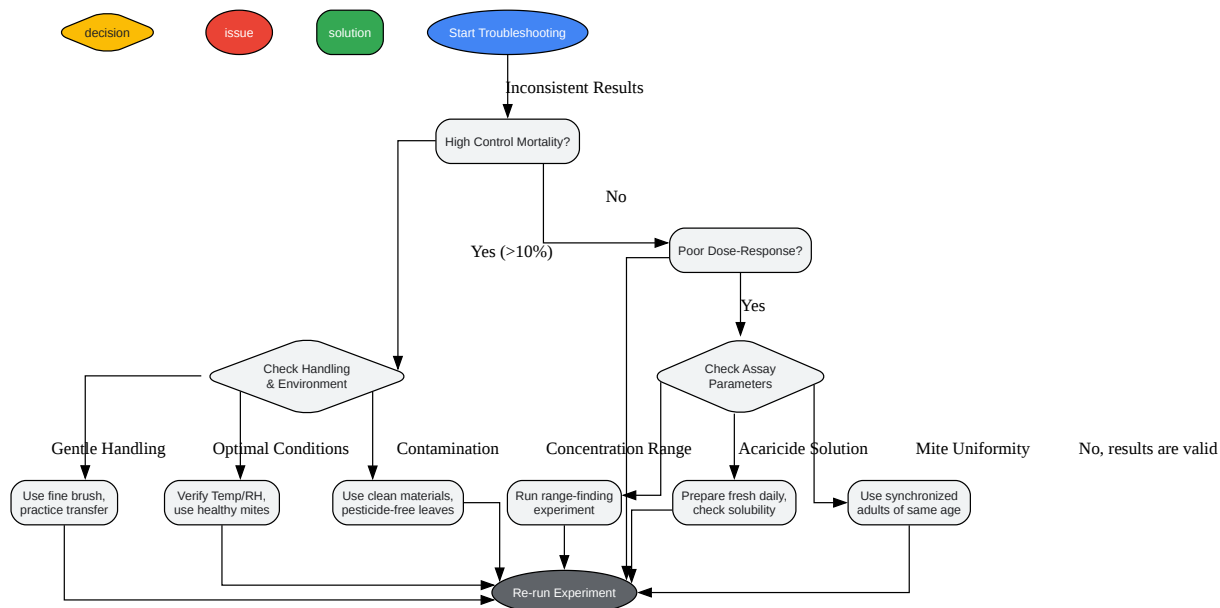 decision
issue
solution
Start Troubleshooting
Inconsistent Results
High Control Mortality?
No
Yes (>10%)
Poor Dose-Response?
Yes
Check Handling
& Environment
Check Assay
Parameters
Gentle Handling
Optimal Conditions
Contamination
Concentration Range
Acaricide Solution
Mite Uniformity
No, results are valid
Use fine brush,
practice transfer
Verify Temp/RH,
use healthy mites
Use clean materials,
pesticide-free leaves
Run range-finding
experiment
Prepare fresh daily,
check solubility
Use synchronized
adults of same age
Re-run Experiment